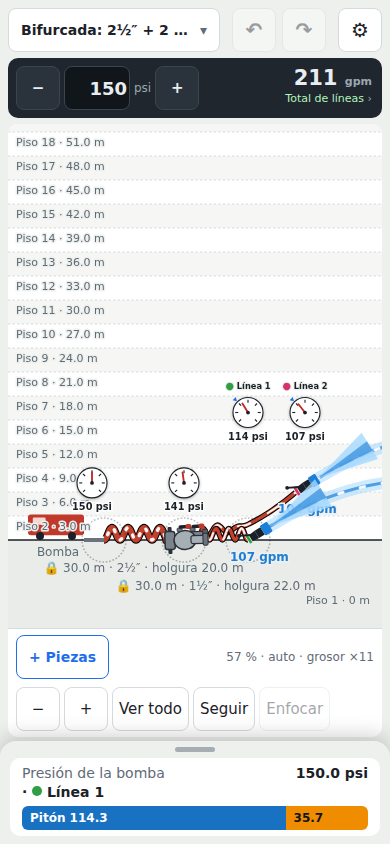 Bifurcada: 2½″ + 2 … ▾
↶ ↷ ⚙
− 150 psi +
211 gpm
Total de líneas ›
Piso 18 · 51.0 m
Piso 17 · 48.0 m
Piso 16 · 45.0 m
Piso 15 · 42.0 m
Piso 14 · 39.0 m
Piso 13 · 36.0 m
Piso 12 · 33.0 m
Piso 11 · 30.0 m
Piso 10 · 27.0 m
Piso 9 · 24.0 m
Piso 8 · 21.0 m
Línea 1 Línea 2
Piso 7 · 18.0 m
Piso 6 · 15.0 m
114 psi 107 psi
Piso 5 · 12.0 m
Piso 4 · 9.0
Piso 3 · 6.0
150 psi 141 psi
gpm
Piso 2 · 3.0 m
Bomba
107 gpm
30.0 m · 2½″ · holgura 20.0 m
30.0 m · 1½″ · holgura 22.0 m
Piso 1 · 0 m
+ Piezas
57 % · auto · grosor ×11
− + Ver todo Seguir Enfocar
Presión de la bomba 150.0 psi
· Línea 1
Pitón 114.3 35.7